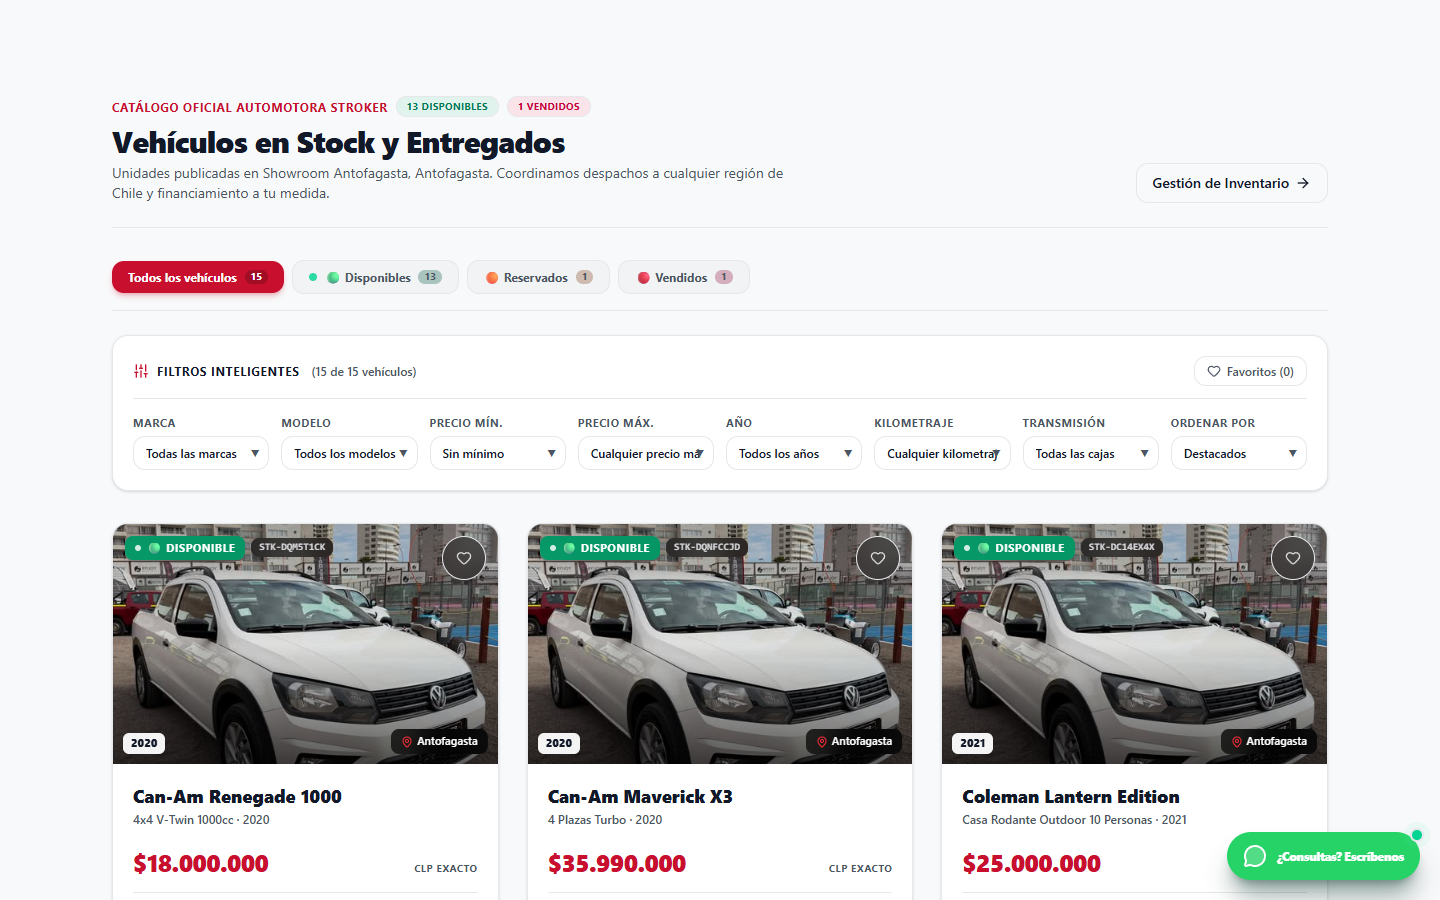 CATÁLOGO OFICIAL AUTOMOTORA STROKER 13 DISPONIBLES 1 VENDIDOS
Vehículos en Stock y Entregados
Unidades publicadas en Showroom Antofagasta, Antofagasta. Coordinamos despachos a cualquier región de
Chile y financiamiento a tu medida.
Gestión de Inventario →
Todos los vehículos 15 Disponibles 13 Reservados 1 Vendidos 1
FILTROS INTELIGENTES (15 de 15 vehículos) Favoritos (0)
MARCA MODELO PRECIO MÍN. PRECIO MÁX. AÑO KILOMETRAJE TRANSMISIÓN ORDENAR POR
Todas las marcas Todos los modelos Sin mínimo Cualquier precio má Todos los años Cualquier kilometraj Todas las cajas Destacados
DISPONIBLE STK-DQM5T1CK DISPONIBLE STK-DQNFCCJD DISPONIBLE STK-DC14EX4X
2020 Antofagasta 2020 Antofagasta 2021 Antofagasta
Can-Am Renegade 1000 Can-Am Maverick X3 Coleman Lantern Edition
4x4 V-Twin 1000cc · 2020 4 Plazas Turbo · 2020 Casa Rodante Outdoor 10 Personas · 2021
$18.000.000 CLP EXACTO $35.990.000 CLP EXACTO $25.000.000
¿Consultas? Escríbenos